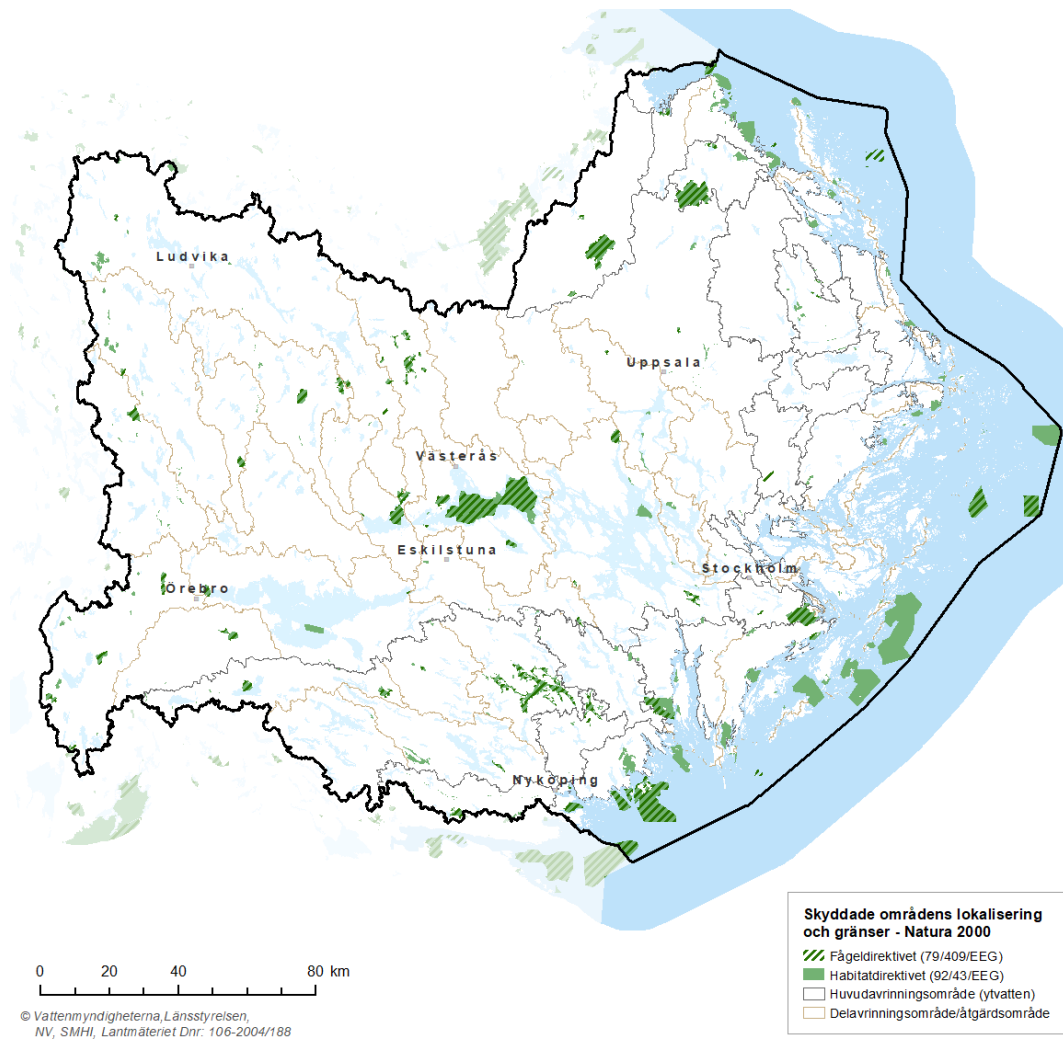 Ludvika
Uppsala
Västerås
Eskilstuna
Örebro
Stockholm
Nyköping
Skyddade områdens lokalisering
och gränser - Natura 2000
Fågeldirektivet (79/409/EEG)
Habitatdirektivet (92/43/EEG)
Huvudavrinningsområde (ytvatten)
Delavrinningsområde/åtgärdsområde
0 20 40 80 km
© Vattenmyndigheterna,Länsstyrelsen,
NV, SMHI, Lantmäteriet Dnr: 106-2004/188